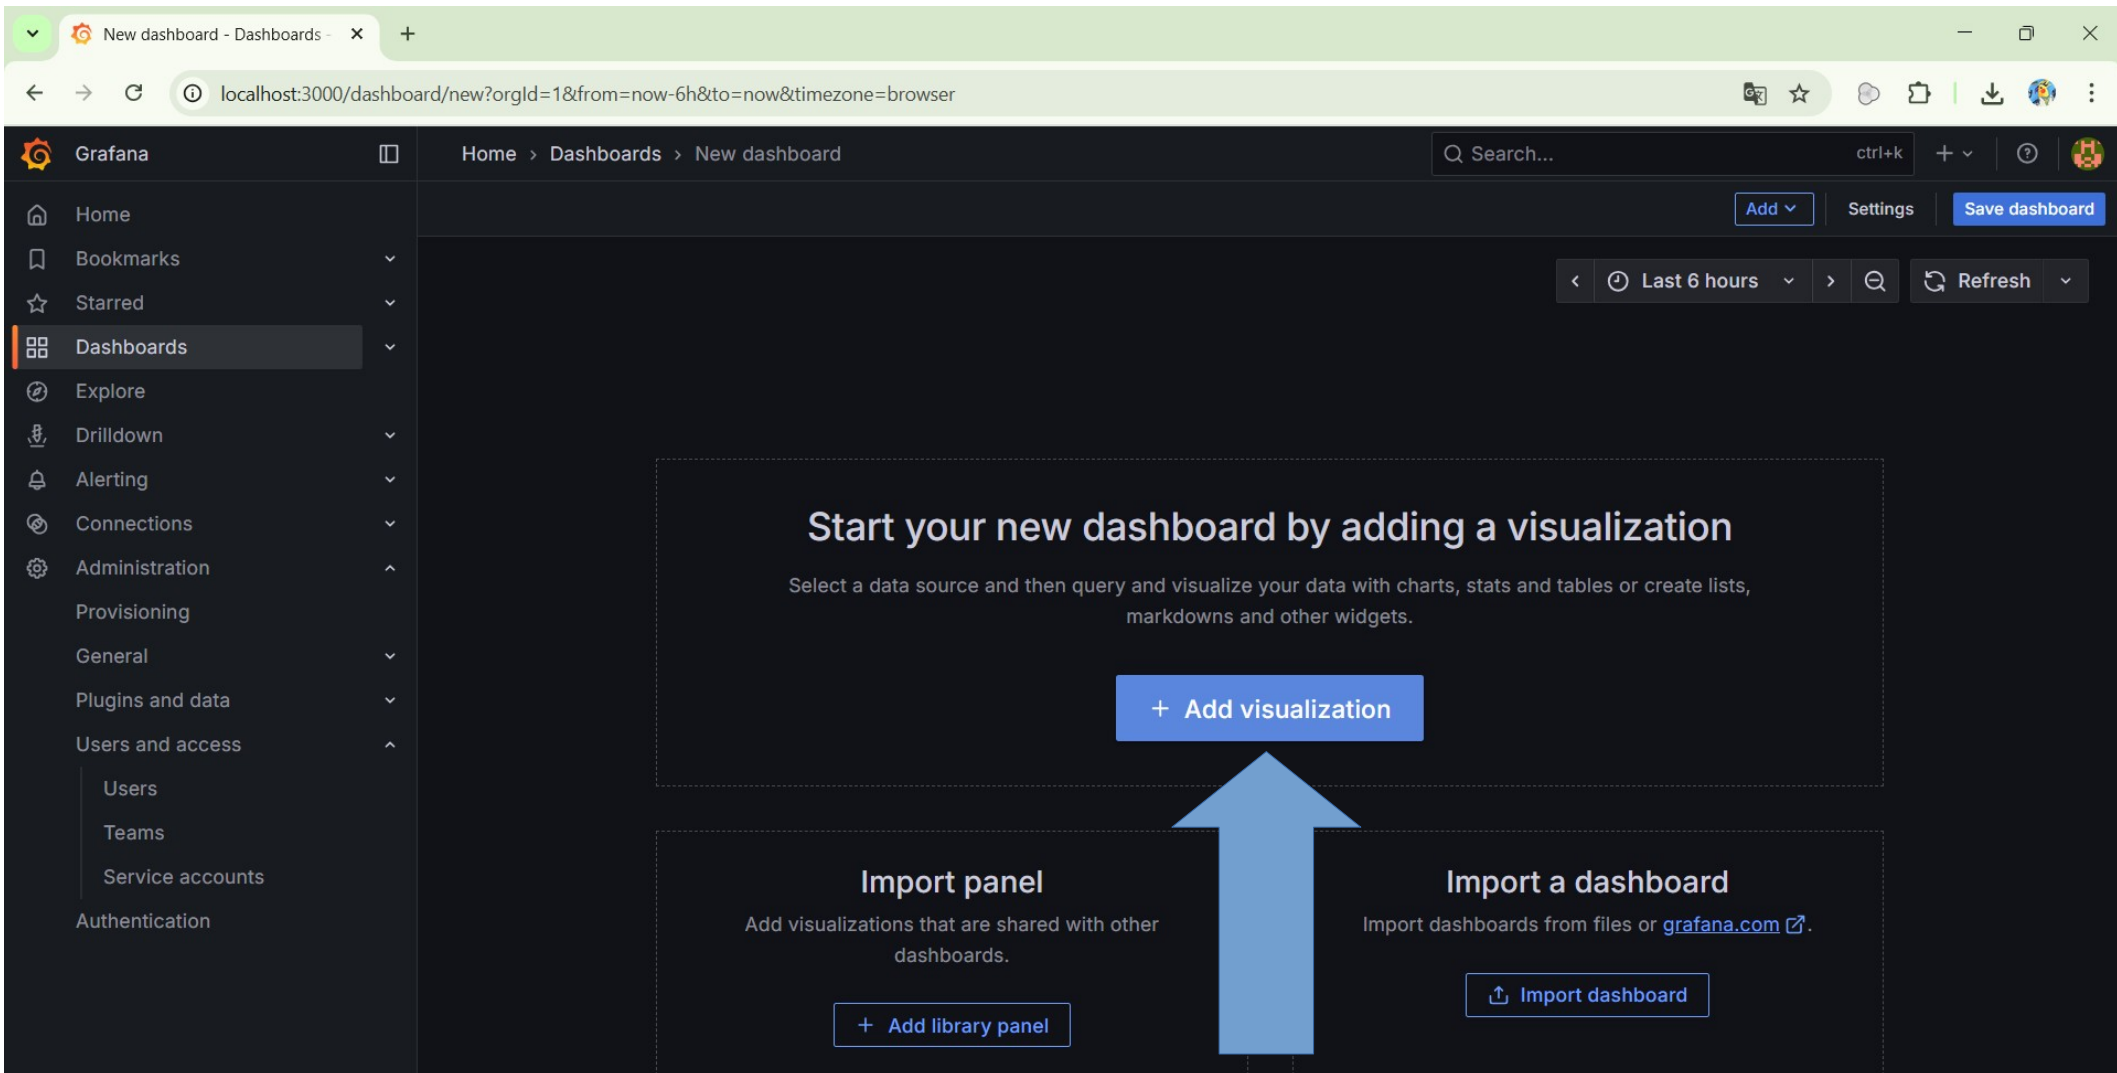 New dashboard - Dashboards -
localhost:3000/dashboard/new?orgId=1&from=now-6h&to=now&timezone=browser
Grafana
Home › Dashboards › New dashboard
Search...
ctrl+k
Add
Settings
Save dashboard
Last 6 hours
Refresh
Home
Bookmarks
Starred
Dashboards
Explore
Drilldown
Alerting
Connections
Administration
Provisioning
General
Plugins and data
Users and access
Users
Teams
Service accounts
Authentication
Start your new dashboard by adding a visualization
Select a data source and then query and visualize your data with charts, stats and tables or create lists,
markdowns and other widgets.
+ Add visualization
Import panel
Add visualizations that are shared with other
dashboards.
+ Add library panel
Import a dashboard
Import dashboards from files or grafana.com.
Import dashboard